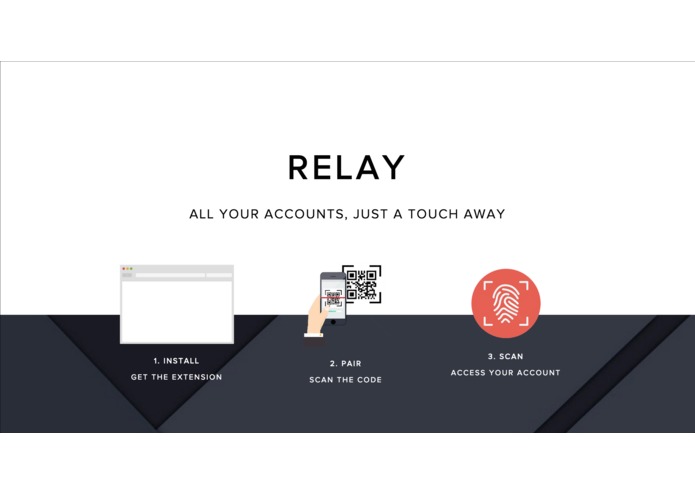 RELAY
ALL YOUR ACCOUNTS, JUST A TOUCH AWAY
1. INSTALL
GET THE EXTENSION
2. PAIR
SCAN THE CODE
3. SCAN
ACCESS YOUR ACCOUNT